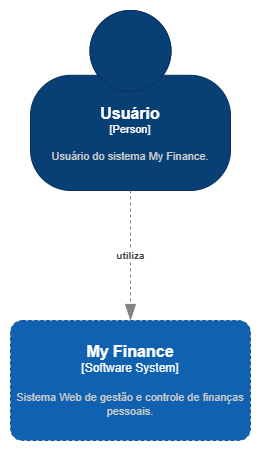 Usuário
[Person]
Usuário do sistema My Finance.
utiliza
My Finance
[Software System]
Sistema Web de gestão e controle de finanças
pessoais.